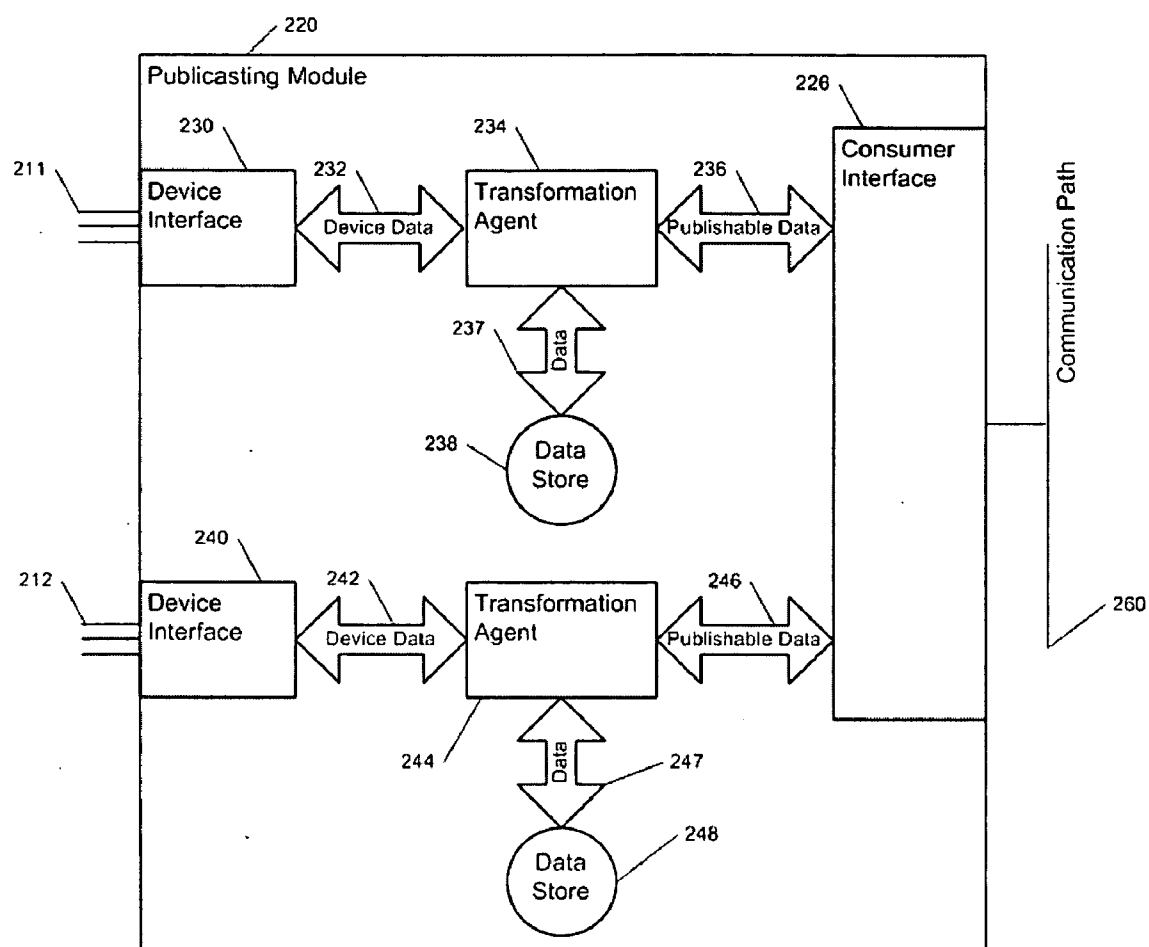 220
Publicasting Module
226
230
234
Consumer
Interface
211
Device
Interface
232
Device Data
Transformation
Agent
236
Publishable Data
Communication Path
237
Data
238
Data
Store
240
212
Device
Interface
242
Device Data
Transformation
Agent
246
Publishable Data
260
244
Data
247
Data
Store
248